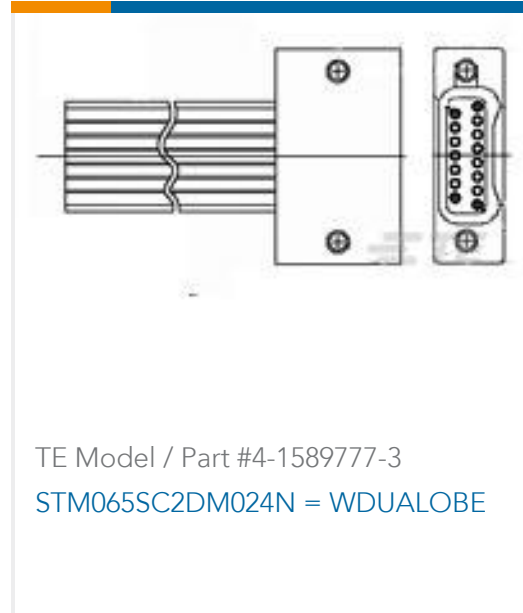 TE Model / Part #4-1589777-3
STM065SC2DM024N = WDUALOBE